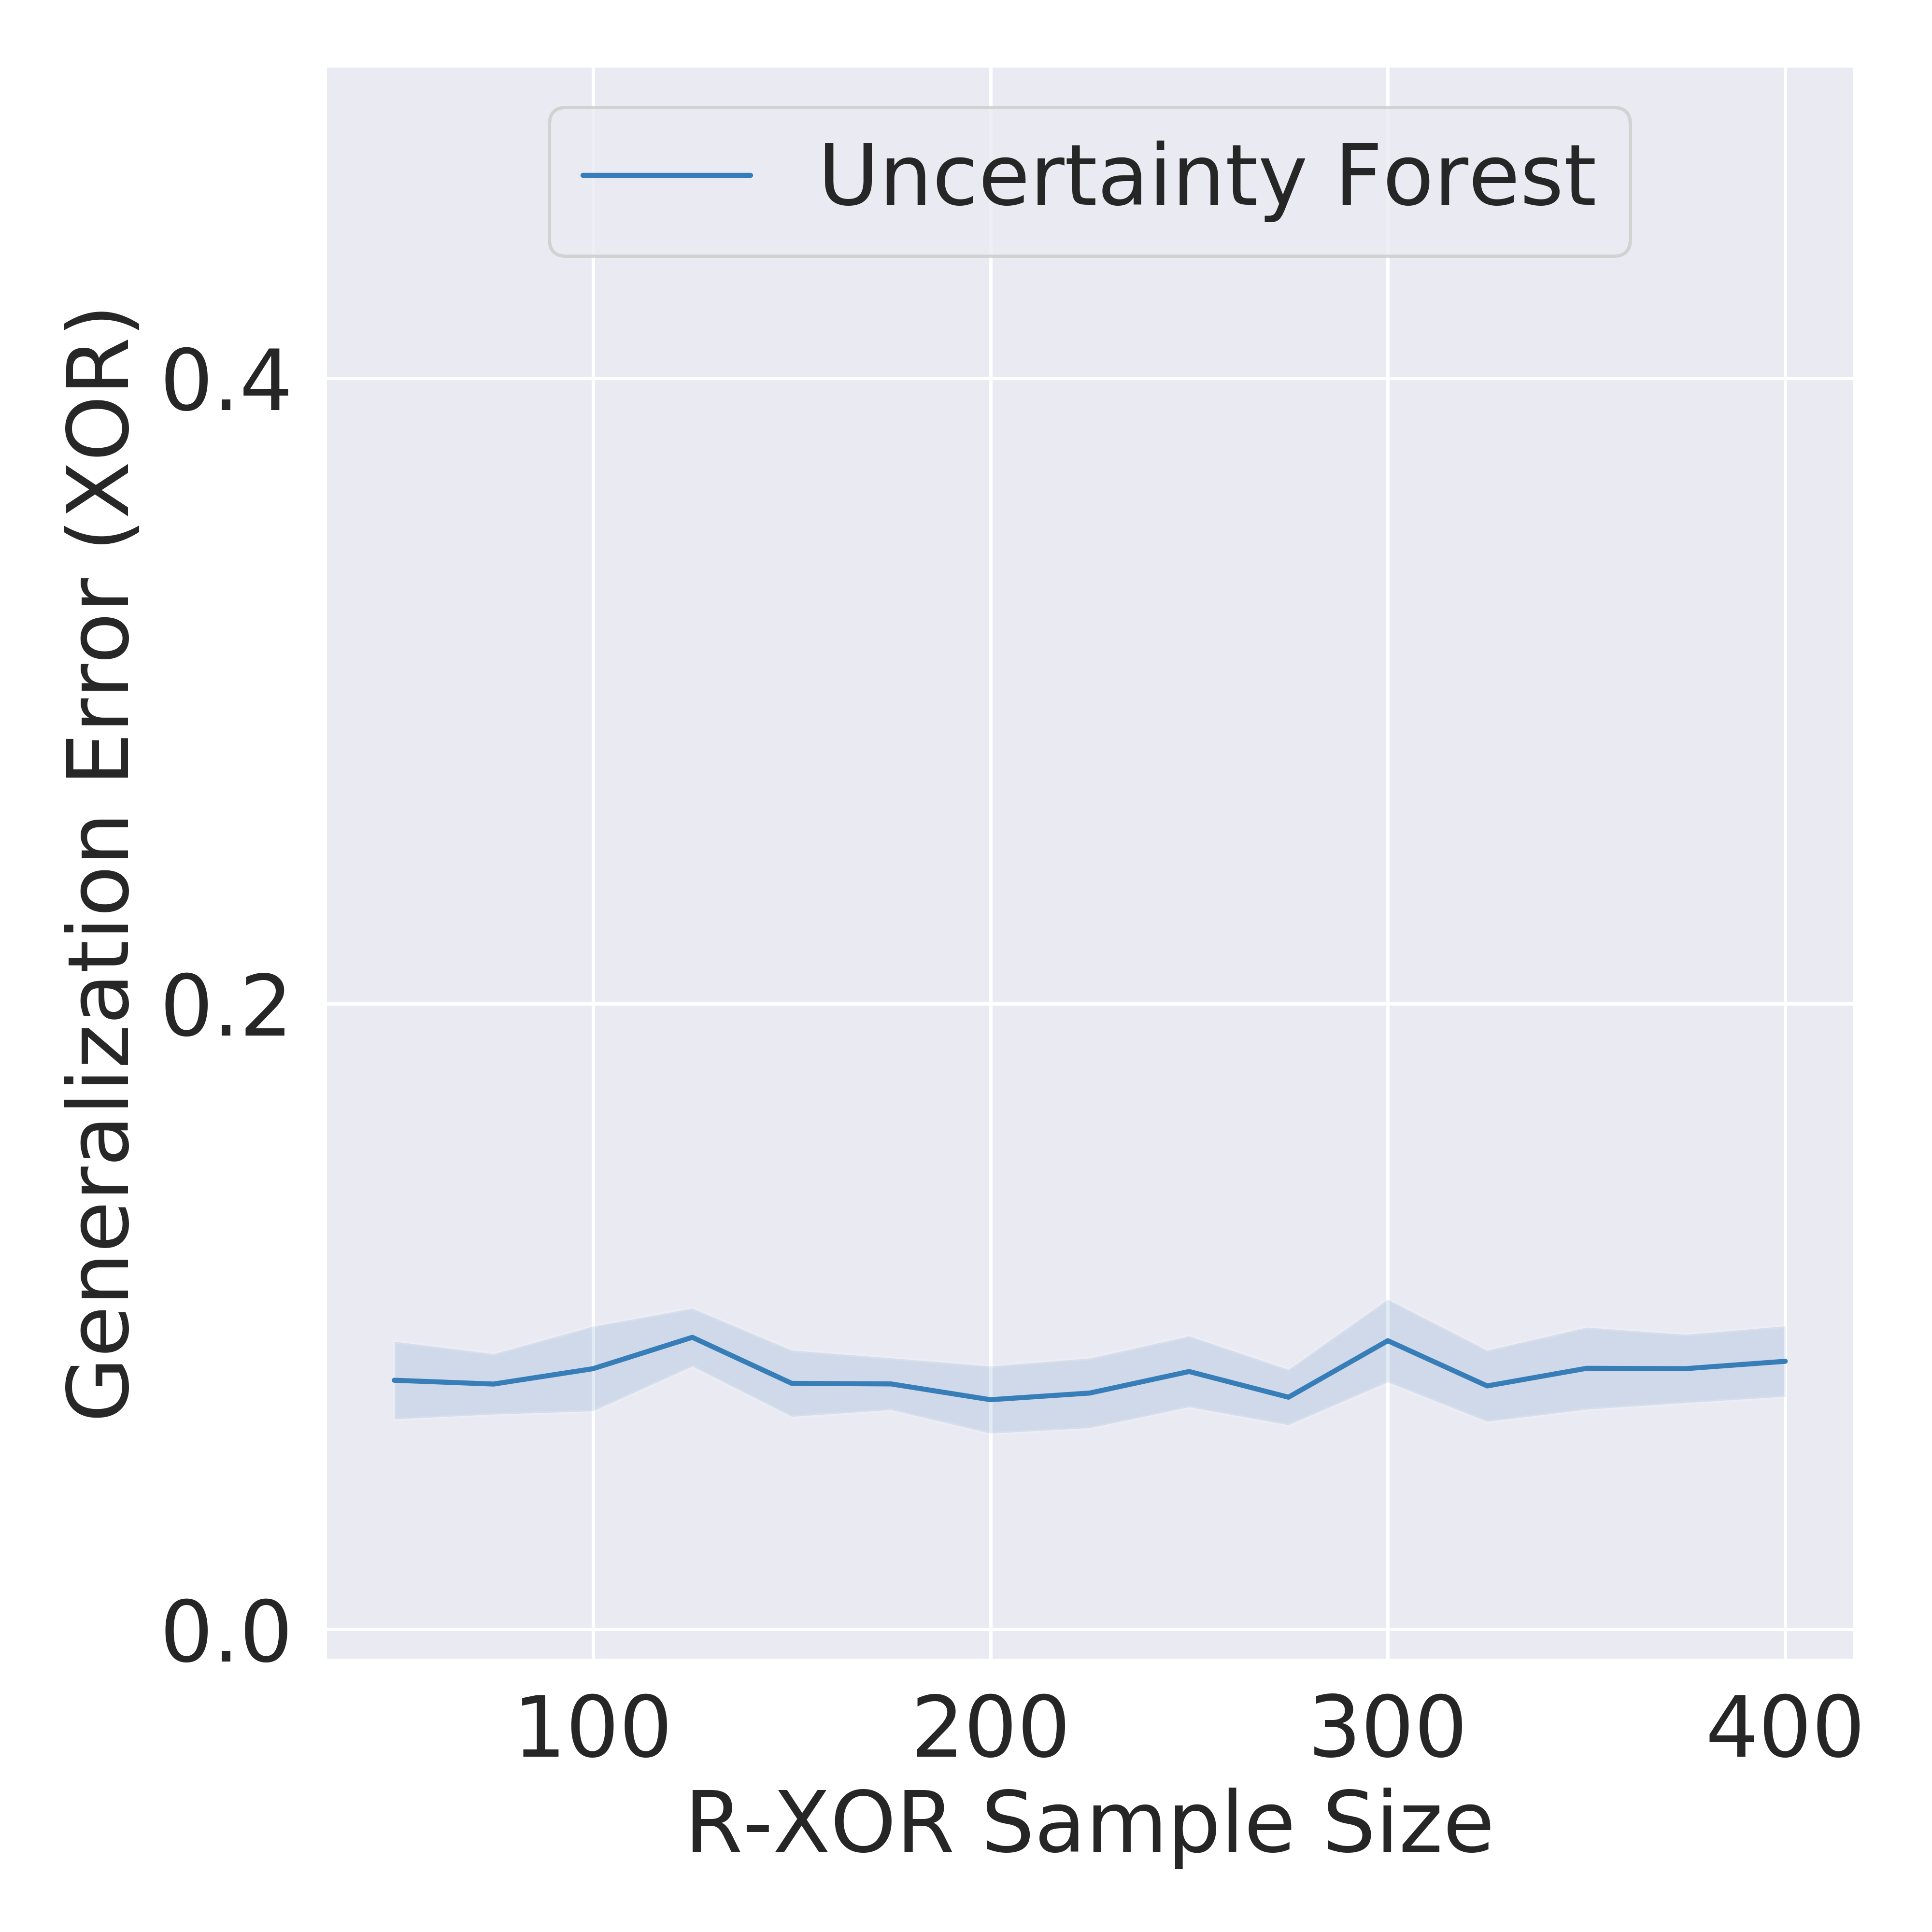 Uncertainty Forest
Generalization Error (XOR)
0.4
0.2
0.0
100 200 300 400
R-XOR Sample Size